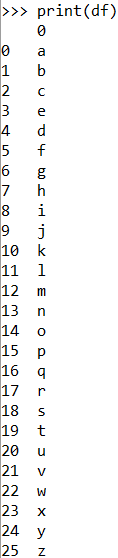 >>> print(df)
0
0 a
1 b
2 c
3 e
4 d
5 f
6 g
7 h
8 i
9 j
10 k
11 l
12 m
13 n
14 o
15 p
16 q
17 r
18 s
19 t
20 u
21 v
22 w
23 x
24 y
25 z